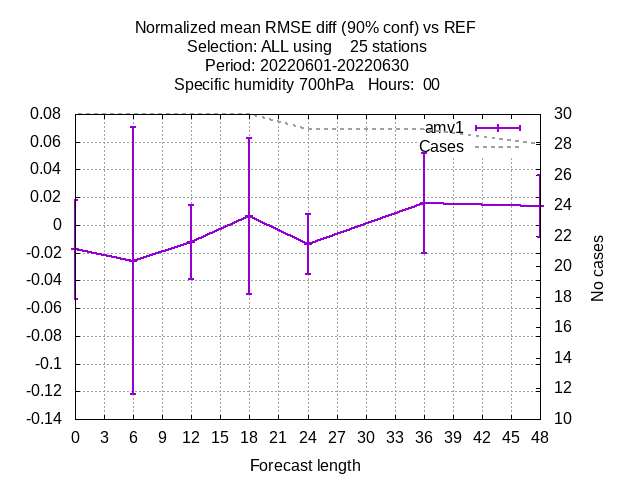 Normalized mean RMSE diff (90% conf) vs REF
Selection: ALL using    25 stations
Period: 20220601-20220630
Specific humidity 700hPa   Hours:  00
0.08
0.06
0.04
0.02
0
-0.02
-0.04
-0.06
-0.08
-0.1
-0.12
-0.14
amv1
Cases
30
28
26
24
22
20
18
16
14
12
10
No cases
0 3 6 9 12 15 18 21 24 27 30 33 36 39 42 45 48
Forecast length